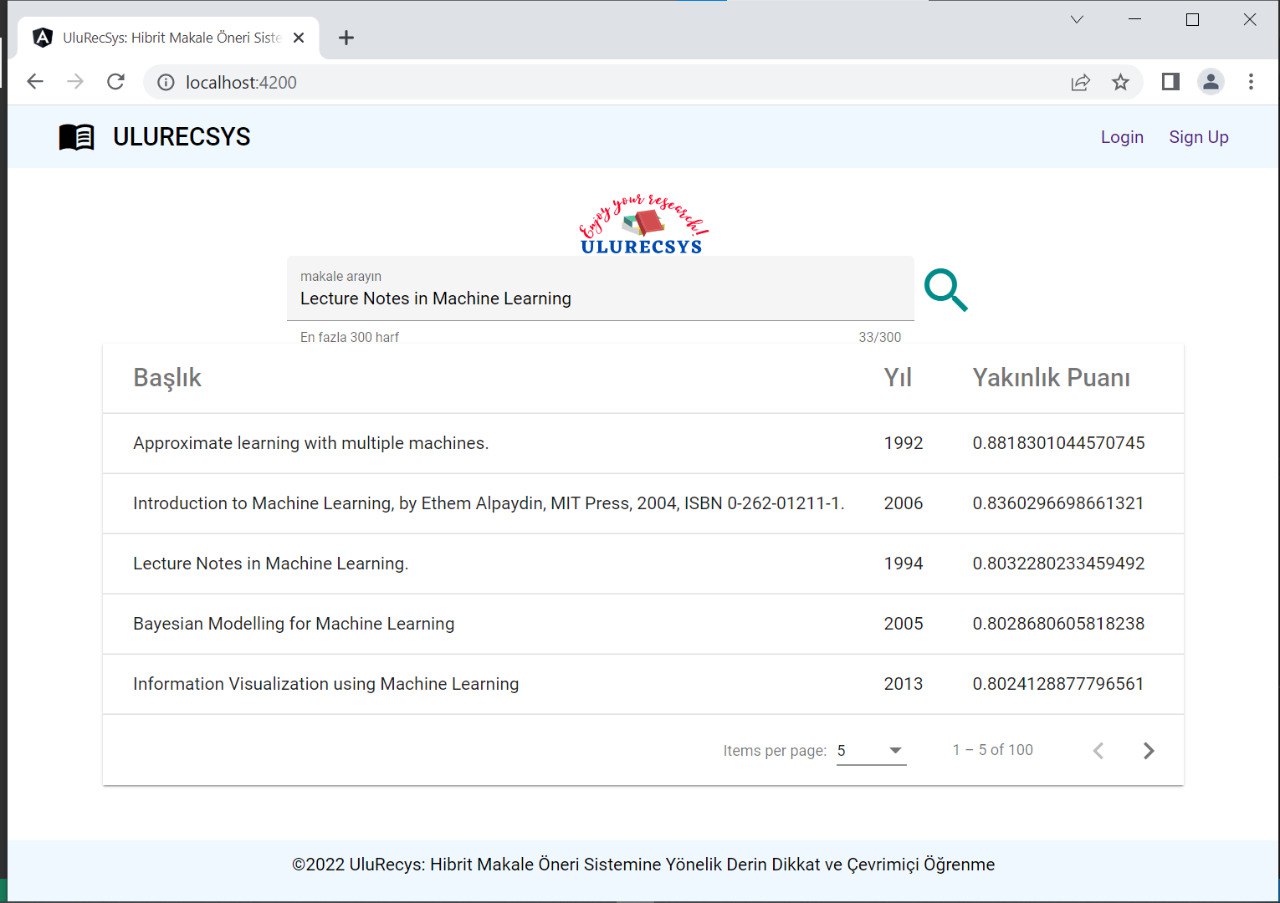 UluRecSys: Hibrit Makale Öneri Siste
localhost:4200
ULURECSYS
Login Sign Up
Enjoy your research!
ULURECSYS
makale arayın
Lecture Notes in Machine Learning
En fazla 300 harf 33/300
Başlık Yıl Yakınlık Puanı
Approximate learning with multiple machines. 1992 0.8818301044570745
Introduction to Machine Learning, by Ethem Alpaydin, MIT Press, 2004, ISBN 0-262-01211-1. 2006 0.8360296698661321
Lecture Notes in Machine Learning. 1994 0.8032280233459492
Bayesian Modelling for Machine Learning 2005 0.8028680605818238
Information Visualization using Machine Learning 2013 0.8024128877796561
Items per page: 5 1 – 5 of 100
©2022 UluRecys: Hibrit Makale Öneri Sistemine Yönelik Derin Dikkat ve Çevrimiçi Öğrenme